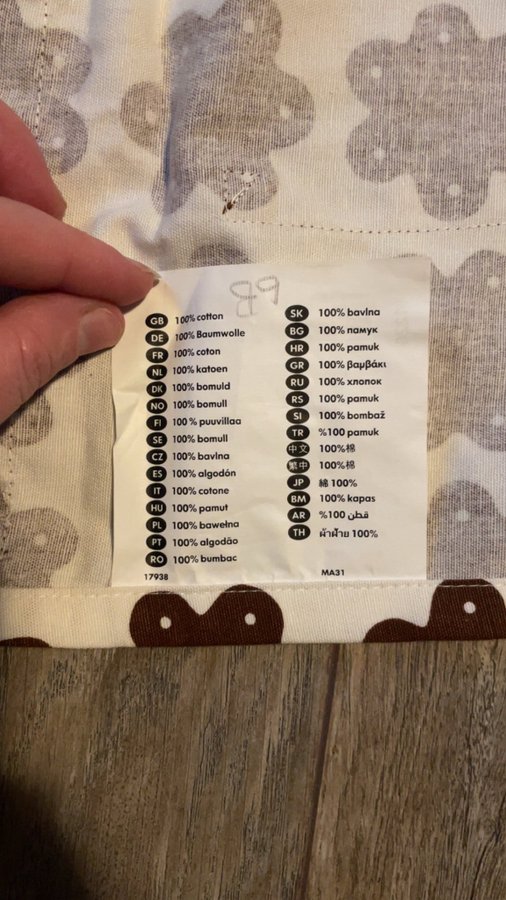 GB 100% cotton
DE 100% Baumwolle
FR 100% coton
NL 100% katoen
DK 100% bomuld
NO 100% bomull
FI 100 % puuvillaa
SE 100% bomull
CZ 100% bavlna
ES 100% algodón
IT 100% cotone
HU 100% pamut
PL 100% bawełna
PT 100% algodão
RO 100% bumbac
17938
SK 100% bavlna
BG 100% памук
HR 100% pamuk
GR 100% βαμβάκι
RU 100% хлопок
RS 100% pamuk
SI 100% bombaž
TR %100 pamuk
中文 100%棉
繁中 100%棉
JP 綿 100%
BM 100% kapas
AR %100 قطن
TH ผ้าฝ้าย 100%
MA31